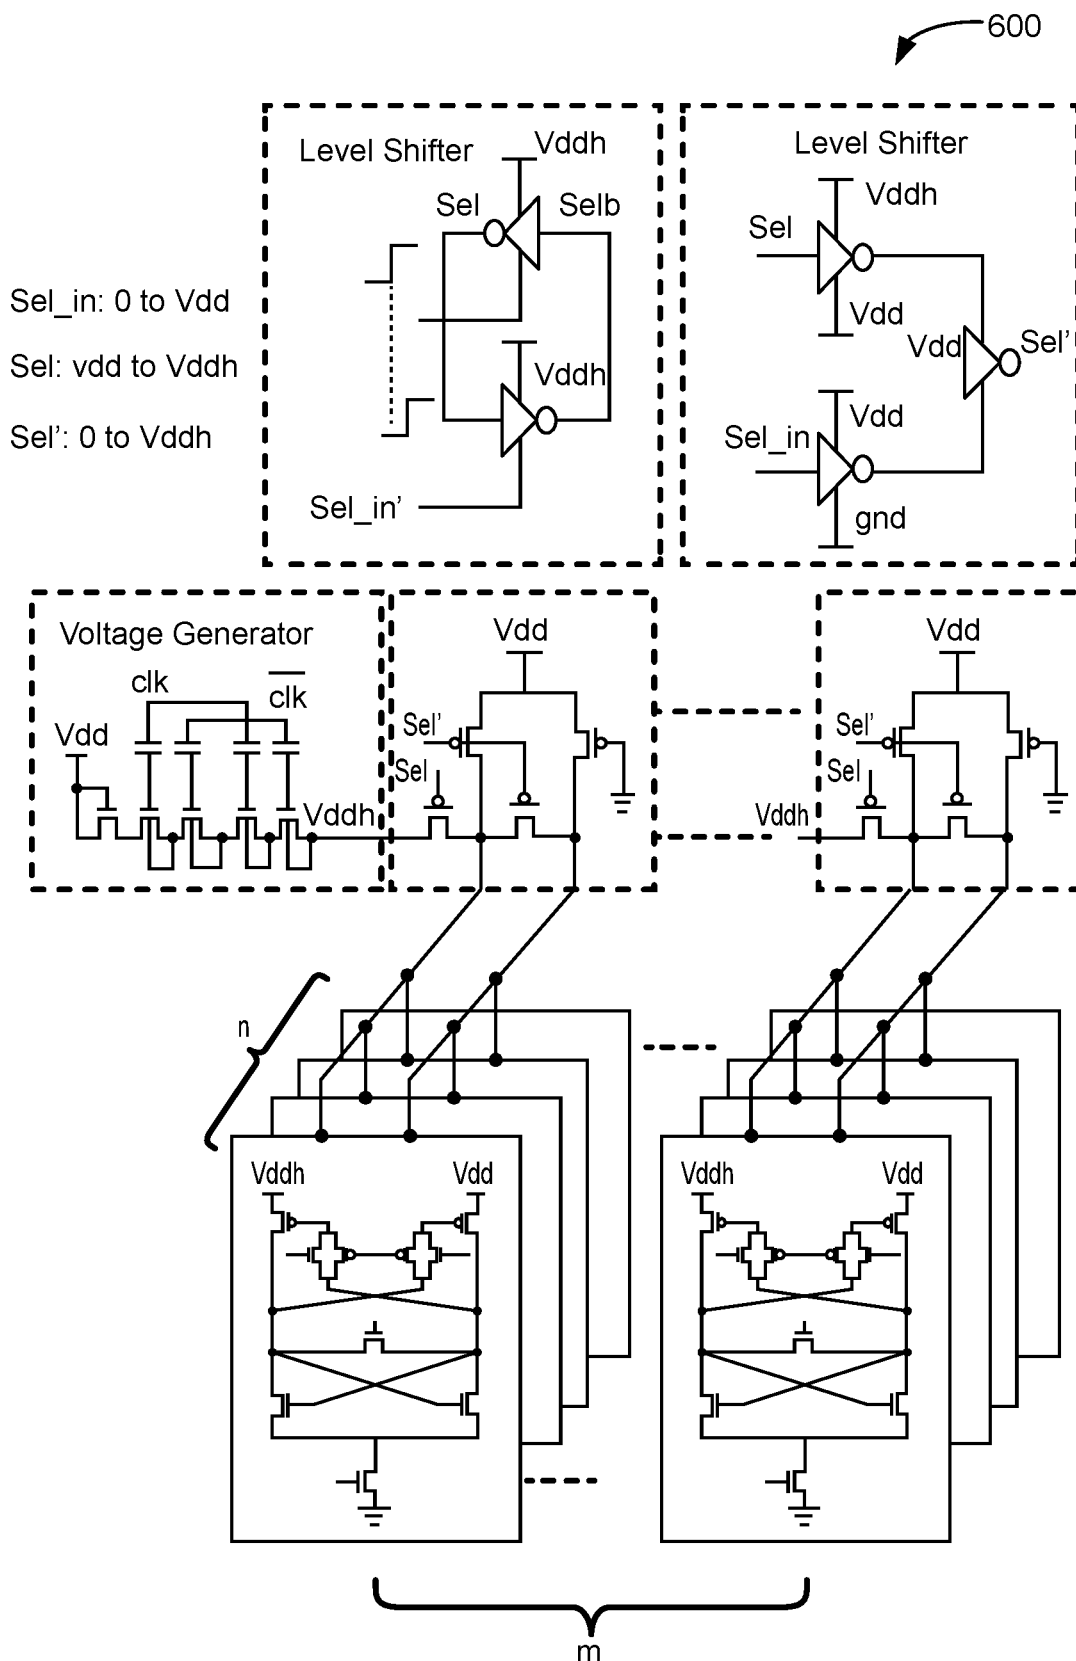 600
Level Shifter
Vddh
Sel
Selb
Vddh
Sel_in'
Level Shifter
Vddh
Sel
Vdd
Vdd
Sel'
Vdd
Sel_in
gnd
Sel_in: 0 to Vdd
Sel: vdd to Vddh
Sel’: 0 to Vddh
Voltage Generator
clk
clk
Vdd
Vddh
Vdd
Sel'
Sel
Vdd
Sel'
Sel
Vddh
n
Vddh
Vdd
Vddh
Vdd
m